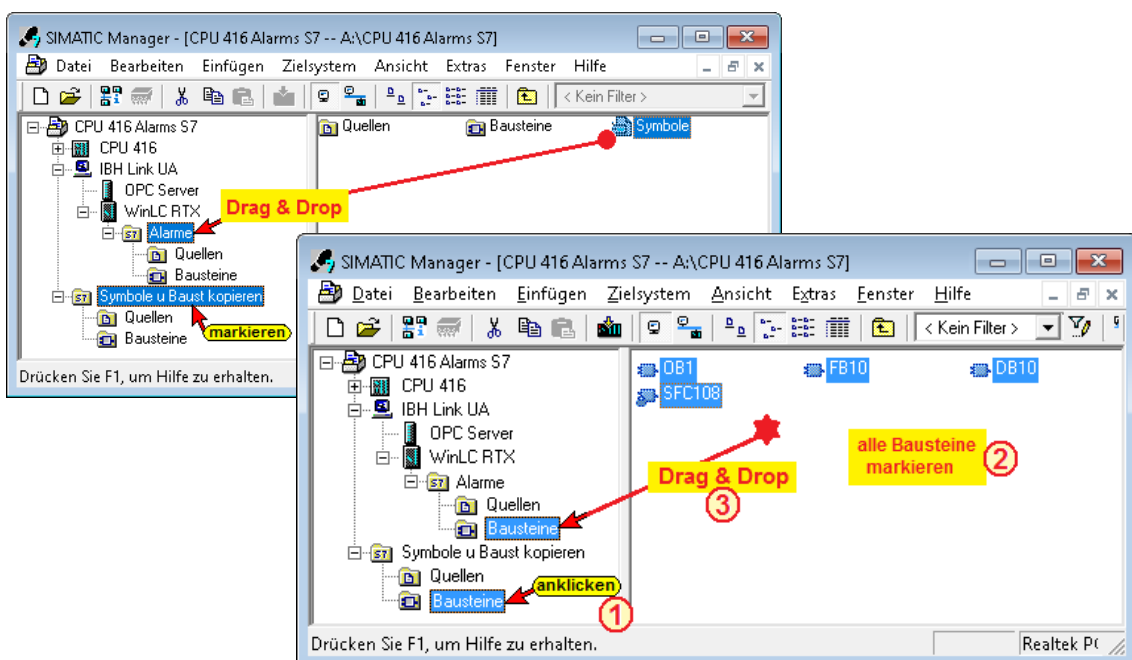 SIMATIC Manager - [CPU 416 Alarms S7 -- A:\CPU 416 Alarms S7]
Datei Bearbeiten Einfügen Zielsystem Ansicht Extras Fenster Hilfe
< Kein Filter >
CPU 416 Alarms S7
CPU 416
IBH Link UA
OPC Server
WinLC RTX
Alarme
Quellen
Bausteine
Symbole u Baust kopieren
Quellen
Bausteine
markieren
Quellen Bausteine Symbole
Drag & Drop
Drücken Sie F1, um Hilfe zu erhalten.
SIMATIC Manager - [CPU 416 Alarms S7 -- A:\CPU 416 Alarms S7]
Datei Bearbeiten Einfügen Zielsystem Ansicht Extras Fenster Hilfe
< Kein Filter >
CPU 416 Alarms S7
CPU 416
IBH Link UA
OPC Server
WinLC RTX
S7 Alarme
Quellen
Bausteine
S7 Symbole u Baust kopieren
Quellen
Bausteine
anklicken
1
OB1 FB10 DB10
SFC108
alle Bausteine
markieren
2
Drag & Drop
3
Drücken Sie F1, um Hilfe zu erhalten.
Realtek P